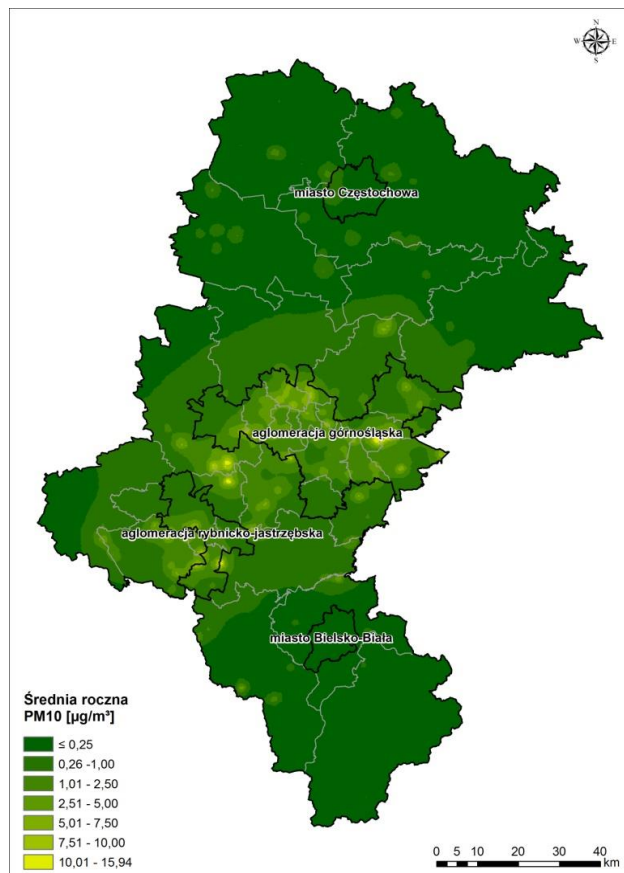 N
W E
S
miasto Częstochowa
aglomeracja górnośląska
aglomeracja rybnicko-jastrzębska
miasto Bielsko-Biała
Średnia roczna
PM10 [µg/m³]
≤ 0,25
0,26 -1,00
1,01 - 2,50
2,51 - 5,00
5,01 - 7,50
7,51 - 10,00
10,01 - 15,94
0 5 10 20 30 40
km